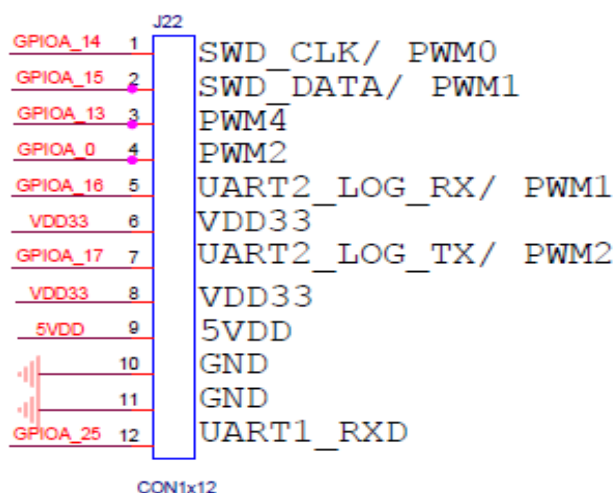 J22
GPIOA_14 1 SWD_CLK/ PWM0
GPIOA_15 2 SWD_DATA/ PWM1
GPIOA_13 3 PWM4
GPIOA_0 4 PWM2
GPIOA_16 5 UART2_LOG_RX/ PWM1
VDD33 6 VDD33
GPIOA_17 7 UART2_LOG_TX/ PWM2
VDD33 8 VDD33
5VDD 9 5VDD
10 GND
11 GND
GPIOA_25 12 UART1_RXD
CON1x12